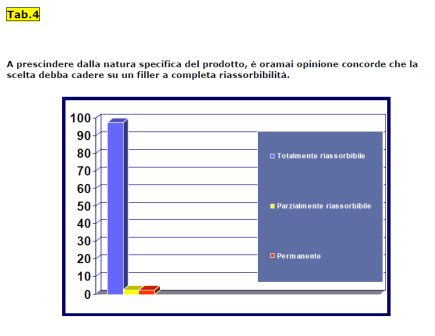 Tab.4
A prescindere dalla natura specifica del prodotto, è oramai opinione concorde che la
scelta debba cadere su un filler a completa riassorbibilità.
100
90
80
70
60
50
40
30
20
10
0
Totalmente riassorbibile
Parzialmente riassorbibile
Permanente